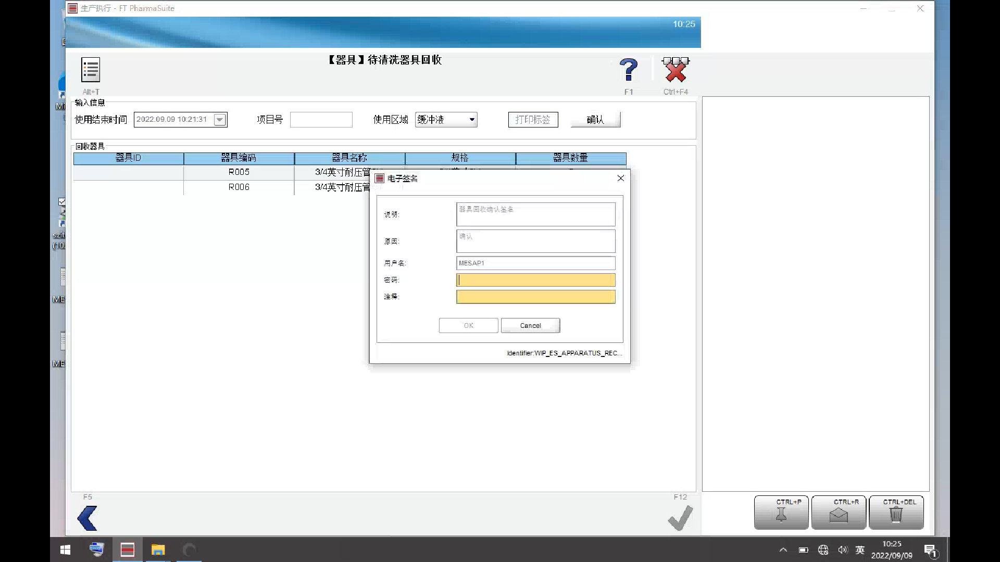 生产执行 - FT PharmaSuite
10:25
【器具】待清洗器具回收
Alt+T
F1
Ctrl+F4
输入信息
使用结束时间 2022.09.09 10:21:31 项目号 使用区域 缓冲液 打印标签 确认
回收器具
器具ID 器具编码 器具名称 规格 器具数量
R005 3/4英寸耐压管
R006 3/4英寸耐压管
电子签名
说明: 器具回收确认签名
原因: 确认
用户名: MESAP1
密码:
注释:
OK Cancel
Identifier:WIP_ES_APPARATUS_REC...
Mi
szit
(10.
ME
ME
F5
F12
CTRL+P CTRL+R CTRL+DEL
英
10:25
2022/09/09
1